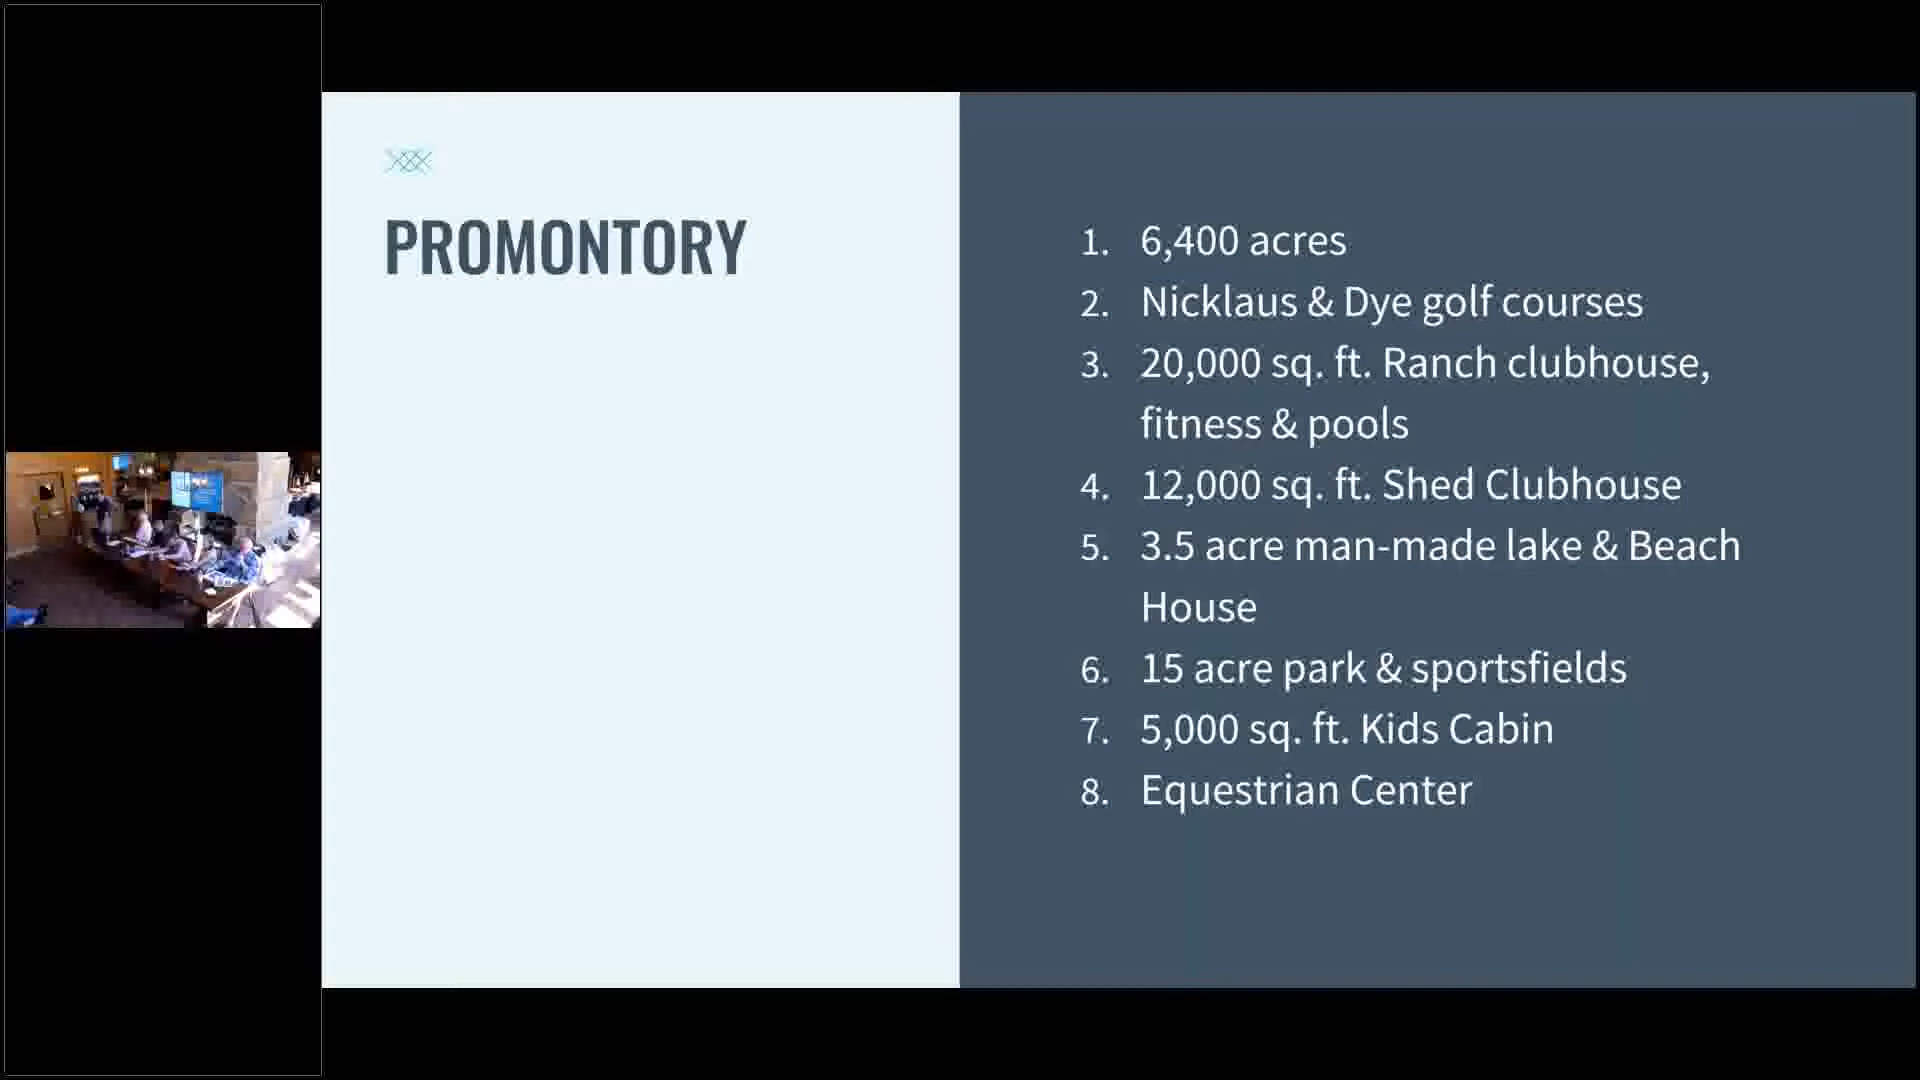 PROMONTORY
1. 6,400 acres
2. Nicklaus & Dye golf courses
3. 20,000 sq. ft. Ranch clubhouse,
fitness & pools
4. 12,000 sq. ft. Shed Clubhouse
5. 3.5 acre man-made lake & Beach
House
6. 15 acre park & sportsfields
7. 5,000 sq. ft. Kids Cabin
8. Equestrian Center